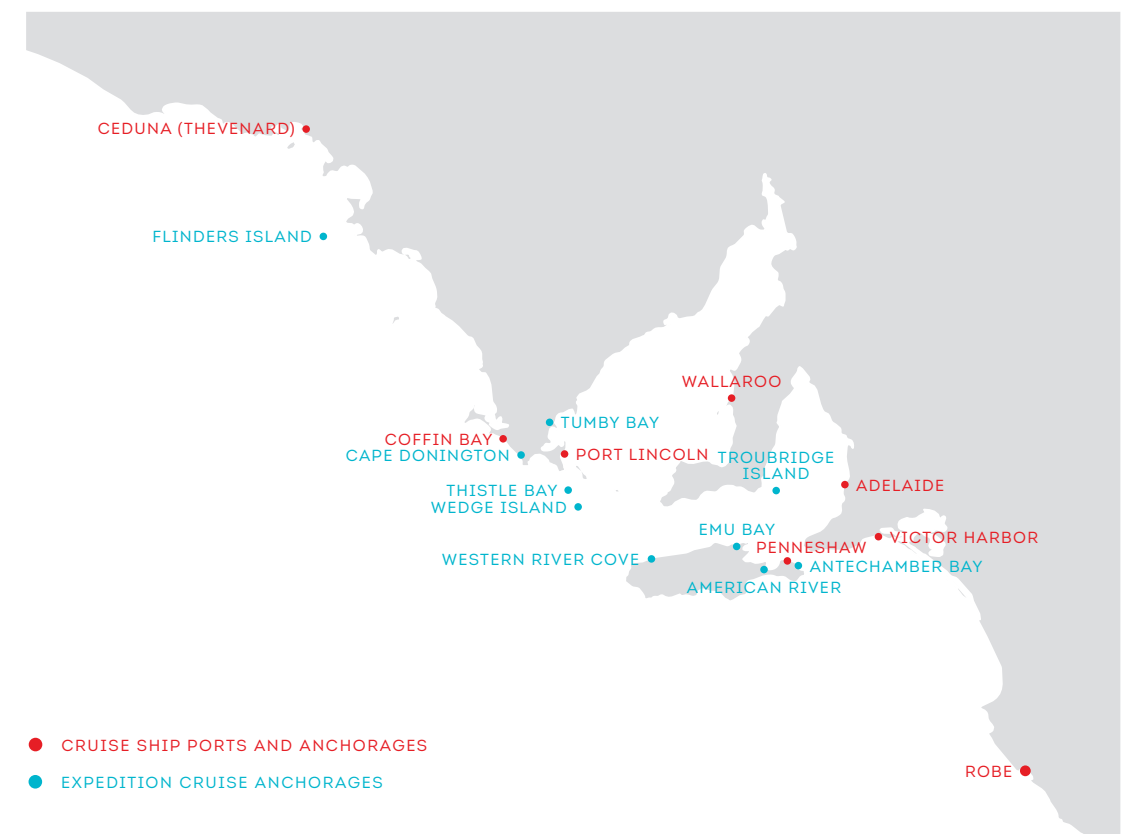 CEDUNA (THEVENARD)
FLINDERS ISLAND
WALLAROO
TUMBY BAY
COFFIN BAY
CAPE DONINGTON
PORT LINCOLN
TROUBRIDGE
ISLAND
ADELAIDE
THISTLE BAY
WEDGE ISLAND
EMU BAY
VICTOR HARBOR
PENNESHAW
WESTERN RIVER COVE
ANTECHAMBER BAY
AMERICAN RIVER
CRUISE SHIP PORTS AND ANCHORAGES
ROBE
EXPEDITION CRUISE ANCHORAGES